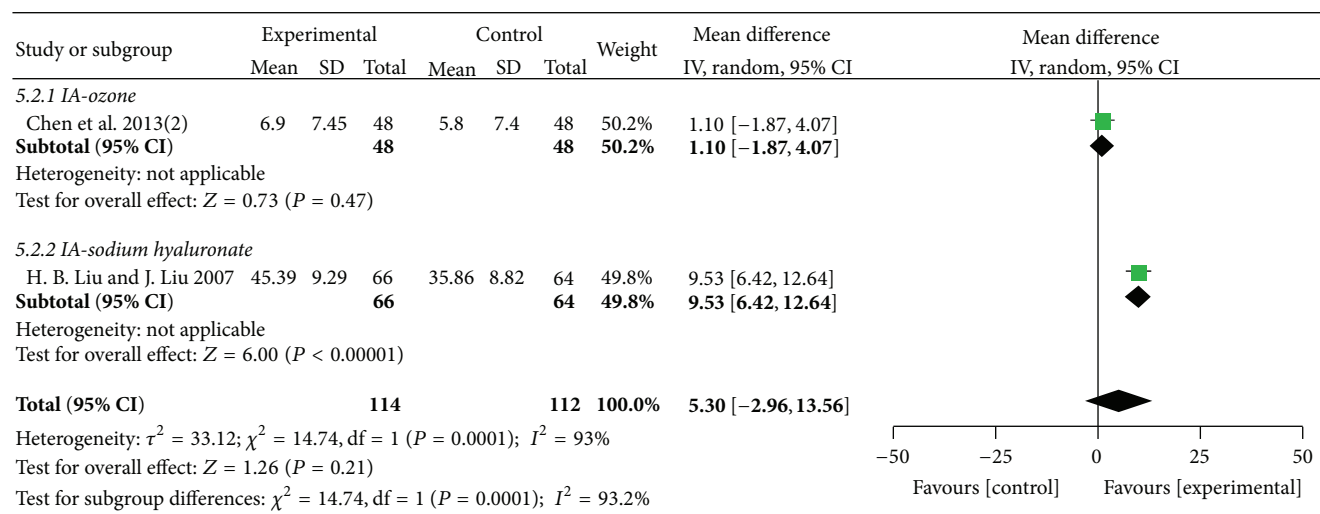 Study or subgroup Experimental Control Weight Mean difference Mean difference
Mean SD Total Mean SD Total IV, random, 95% CI IV, random, 95% CI
5.2.1 IA-ozone
Chen et al. 2013(2) 6.9 7.45 48 5.8 7.4 48 50.2% 1.10 [−1.87, 4.07]
Subtotal (95% CI) 48 48 50.2% 1.10 [−1.87, 4.07]
Heterogeneity: not applicable
Test for overall effect: Z = 0.73 (P = 0.47)
5.2.2 IA-sodium hyaluronate
H. B. Liu and J. Liu 2007 45.39 9.29 66 35.86 8.82 64 49.8% 9.53 [6.42, 12.64]
Subtotal (95% CI) 66 64 49.8% 9.53 [6.42, 12.64]
Heterogeneity: not applicable
Test for overall effect: Z = 6.00 (P < 0.00001)
Total (95% CI) 114 112 100.0% 5.30 [−2.96, 13.56]
Heterogeneity: τ² = 33.12; χ² = 14.74, df = 1 (P = 0.0001); I² = 93%
Test for overall effect: Z = 1.26 (P = 0.21)
Test for subgroup differences: χ² = 14.74, df = 1 (P = 0.0001); I² = 93.2%
−50 −25 0 25 50
Favours [control] Favours [experimental]